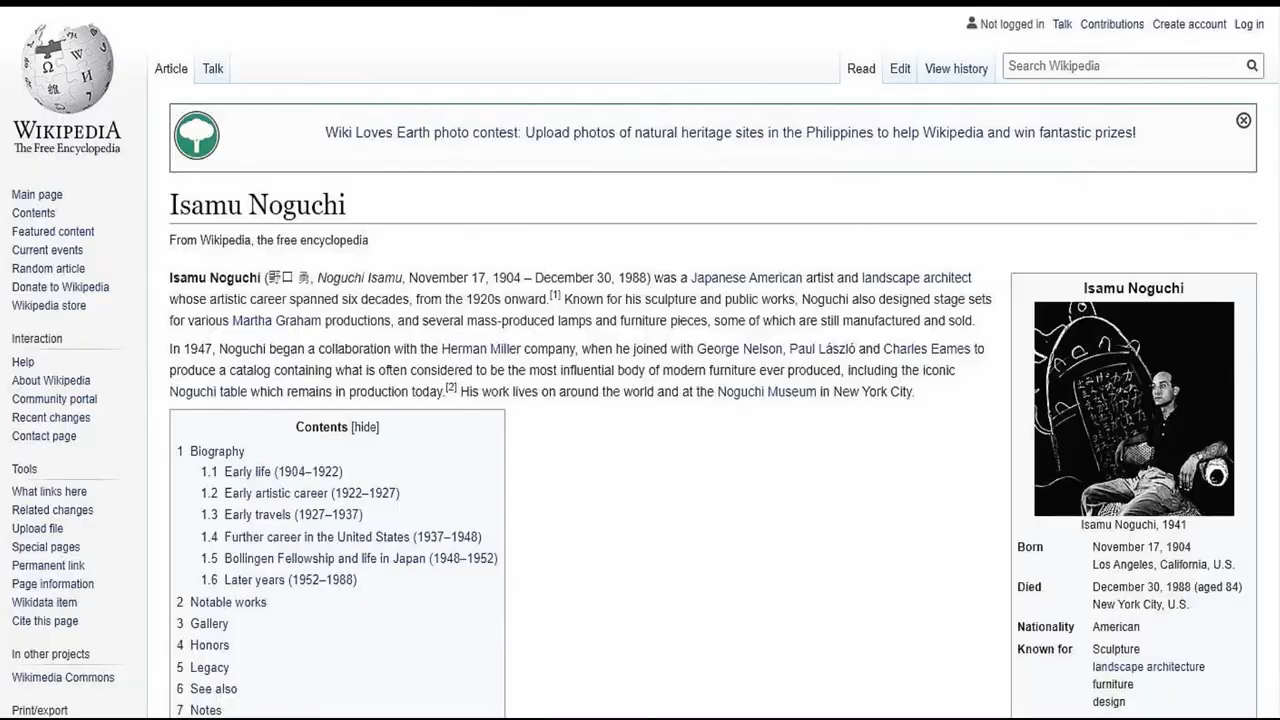 Not logged in Talk Contributions Create account Log in
Article Talk Read Edit View history Search Wikipedia
WIKIPEDIA
The Free Encyclopedia
Main page
Contents
Featured content
Current events
Random article
Donate to Wikipedia
Wikipedia store
Interaction
Help
About Wikipedia
Community portal
Recent changes
Contact page
Tools
What links here
Related changes
Upload file
Special pages
Permanent link
Page information
Wikidata item
Cite this page
In other projects
Wikimedia Commons
Print/export
Wiki Loves Earth photo contest: Upload photos of natural heritage sites in the Philippines to help Wikipedia and win fantastic prizes!
Isamu Noguchi
From Wikipedia, the free encyclopedia
Isamu Noguchi (野口 勇, Noguchi Isamu, November 17, 1904 – December 30, 1988) was a Japanese American artist and landscape architect
whose artistic career spanned six decades, from the 1920s onward.[1] Known for his sculpture and public works, Noguchi also designed stage sets
for various Martha Graham productions, and several mass-produced lamps and furniture pieces, some of which are still manufactured and sold.
In 1947, Noguchi began a collaboration with the Herman Miller company, when he joined with George Nelson, Paul László and Charles Eames to
produce a catalog containing what is often considered to be the most influential body of modern furniture ever produced, including the iconic
Noguchi table which remains in production today.[2] His work lives on around the world and at the Noguchi Museum in New York City.
Contents [hide]
1 Biography
1.1 Early life (1904–1922)
1.2 Early artistic career (1922–1927)
1.3 Early travels (1927–1937)
1.4 Further career in the United States (1937–1948)
1.5 Bollingen Fellowship and life in Japan (1948–1952)
1.6 Later years (1952–1988)
2 Notable works
3 Gallery
4 Honors
5 Legacy
6 See also
7 Notes
Isamu Noguchi
Isamu Noguchi, 1941
Born November 17, 1904
Los Angeles, California, U.S.
Died December 30, 1988 (aged 84)
New York City, U.S.
Nationality American
Known for Sculpture
landscape architecture
furniture
design